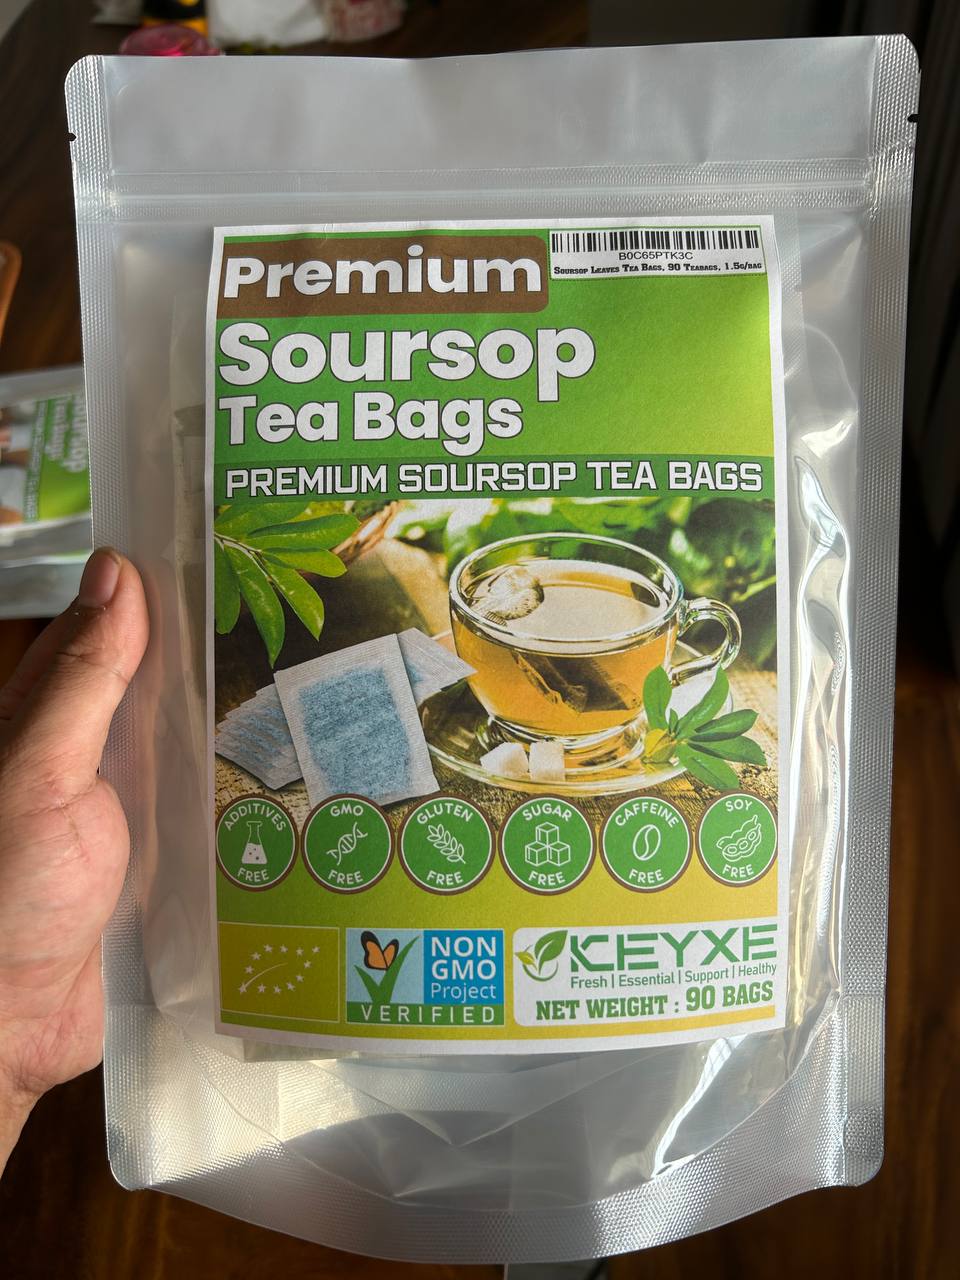 Premium
B0C65PTK3C
Soursop Leaves Tea Bags, 90 Teabags, 1.5g/bag
Soursop
Tea Bags
PREMIUM SOURSOP TEA BAGS
ADDITIVES
FREE
GMO
FREE
GLUTEN
FREE
SUGAR
FREE
CAFFEINE
FREE
SOY
FREE
NON
GMO
Project
VERIFIED
KEYXE
Fresh | Essential | Support | Healthy
NET WEIGHT : 90 BAGS